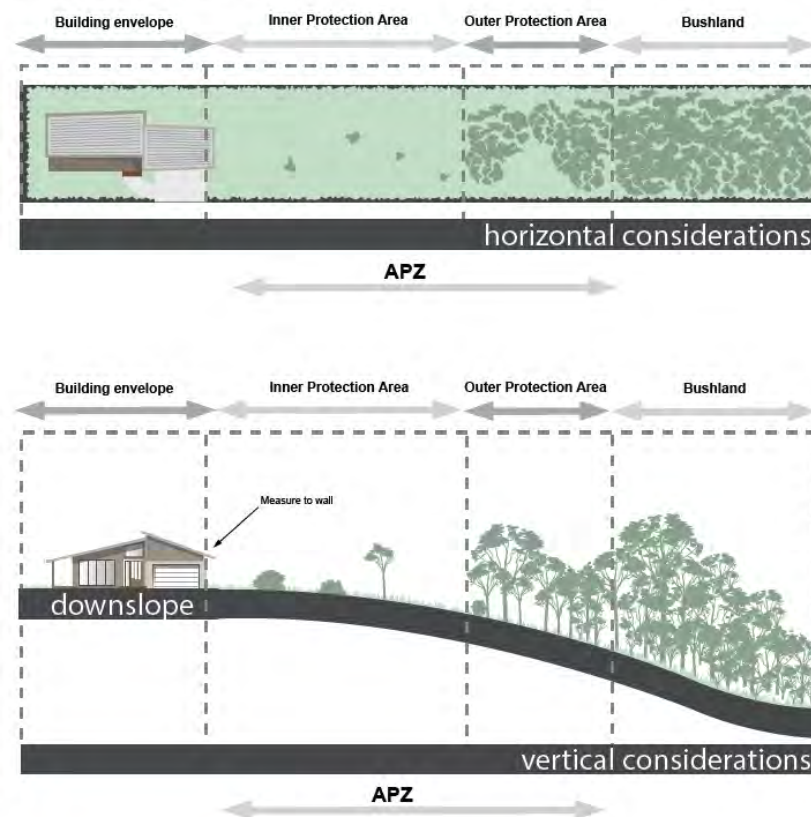 Building envelope Inner Protection Area Outer Protection Area Bushland
horizontal considerations
APZ
Building envelope Inner Protection Area Outer Protection Area Bushland
Measure to wall
downslope
vertical considerations
APZ